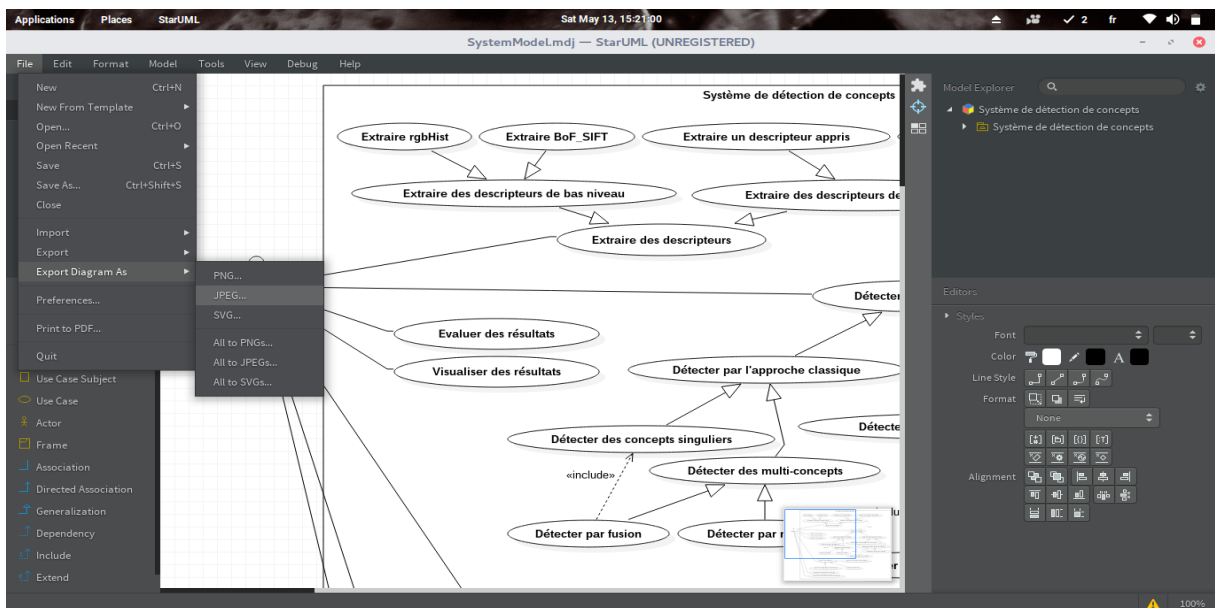 Applications Places StarUML Sat May 13, 15:21:00 2 fr
SystemModel.mdj — StarUML (UNREGISTERED)
File Edit Format Model Tools View Debug Help
New Ctrl+N
New From Template
Open... Ctrl+O
Open Recent
Save Ctrl+S
Save As... Ctrl+Shift+S
Close
Import
Export
Export Diagram As
Preferences...
Print to PDF...
Quit
PNG...
JPEG...
SVG...
All to PNGs...
All to JPEGs...
All to SVGs...
Use Case Subject
Use Case
Actor
Frame
Association
Directed Association
Generalization
Dependency
Include
Extend
Système de détection de concepts
Extraire rgbHist
Extraire BoF_SIFT
Extraire un descripteur appris
Extraire des descripteurs de bas niveau
Extraire des descripteurs de
Extraire des descripteurs
Détecter
Evaluer des résultats
Visualiser des résultats
Détecter par l'approche classique
Détecte
Détecter des concepts singuliers
«include»
Détecter des multi-concepts
Détecter par fusion
Détecter par
Model Explorer
Système de détection de concepts
Système de détection de concepts
Editors
Styles
Font
Color A
Line Style
Format
None
Alignment
100%